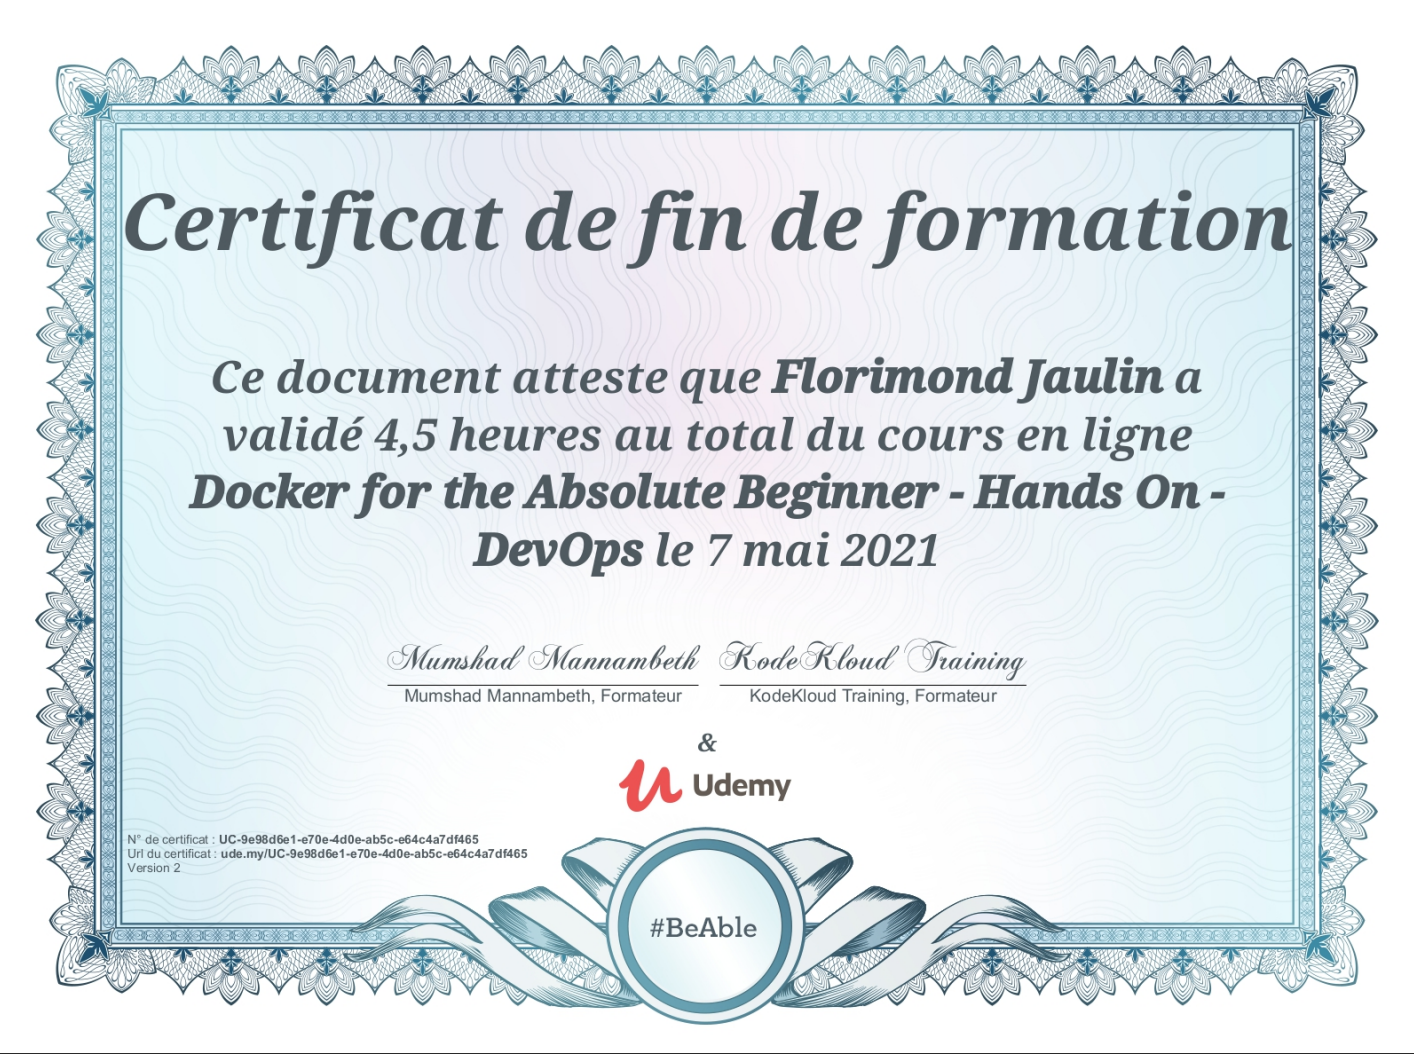 Certificat de fin de formation
Ce document atteste que Florimond Jaulin a
validé 4,5 heures au total du cours en ligne
Docker for the Absolute Beginner - Hands On -
DevOps le 7 mai 2021
Mumshad Mannambeth KodeKloud Training
Mumshad Mannambeth, Formateur KodeKloud Training, Formateur
&
Udemy
N° de certificat : UC-9e98d6e1-e70e-4d0e-ab5c-e64c4a7df465
Url du certificat : ude.my/UC-9e98d6e1-e70e-4d0e-ab5c-e64c4a7df465
Version 2
#BeAble